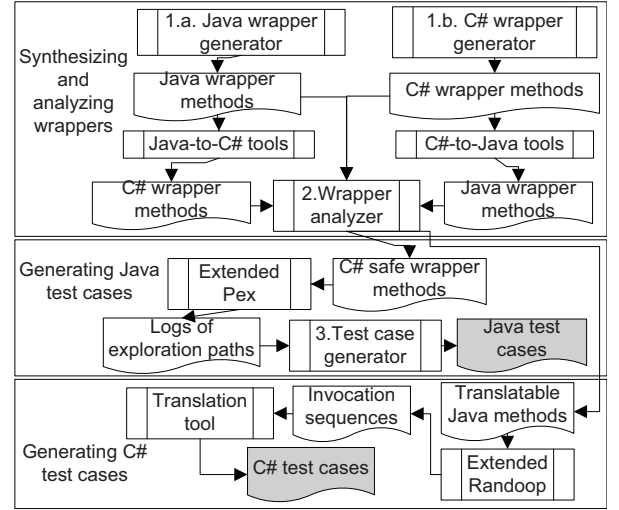 1.a. Java wrapper
generator
1.b. C# wrapper
generator
Synthesizing
and
analyzing
wrappers
Java wrapper
methods
C# wrapper methods
Java-to-C# tools
C#-to-Java tools
C# wrapper
methods
2.Wrapper
analyzer
Java wrapper
methods
Generating Java
test cases
Extended
Pex
C# safe wrapper
methods
Logs of
exploration paths
3.Test case
generator
Java test
cases
Generating C#
test cases
Translation
tool
Invocation
sequences
Translatable
Java methods
C# test cases
Extended
Randoop